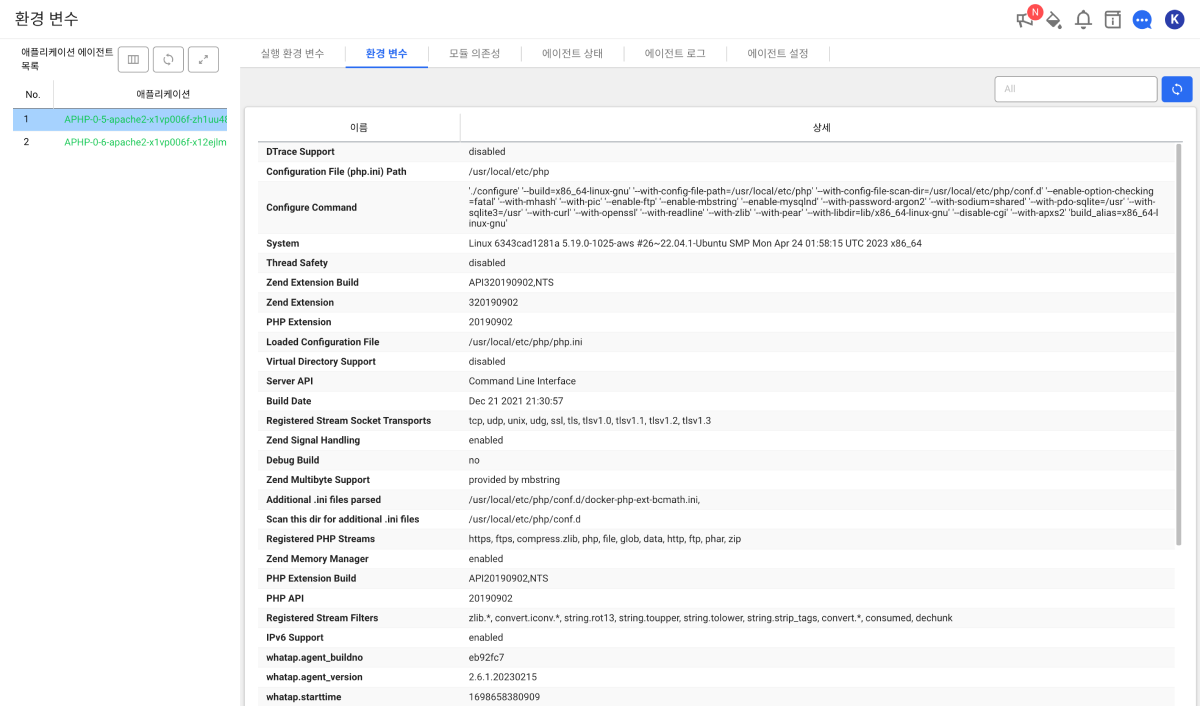 환경 변수
N
K
애플리케이션 에이전트
목록
No.
애플리케이션
1
APHP-0-5-apache2-x1vp006f-zh1uu4
2
APHP-0-6-apache2-x1vp006f-x12ejlm
실행 환경 변수
환경 변수
모듈 의존성
에이전트 상태
에이전트 로그
에이전트 설정
All
이름
상세
DTrace Support
disabled
Configuration File (php.ini) Path
/usr/local/etc/php
Configure Command
'./configure' '--build=x86_64-linux-gnu' '--with-config-file-path=/usr/local/etc/php' '--with-config-file-scan-dir=/usr/local/etc/php/conf.d' '--enable-option-checking
=fatal' '--with-mhash' '--with-pic' '--enable-ftp' '--enable-mbstring' '--enable-mysqlnd' '--with-password-argon2' '--with-sodium=shared' '--with-pdo-sqlite=/usr' '--with-
sqlite3=/usr' '--with-curl' '--with-openssl' '--with-readline' '--with-zlib' '--with-pear' '--with-libdir=lib/x86_64-linux-gnu' '--disable-cgi' '--with-apxs2' 'build_alias=x86_64-l
inux-gnu'
System
Linux 6343cad1281a 5.19.0-1025-aws #26~22.04.1-Ubuntu SMP Mon Apr 24 01:58:15 UTC 2023 x86_64
Thread Safety
disabled
Zend Extension Build
API320190902,NTS
Zend Extension
320190902
PHP Extension
20190902
Loaded Configuration File
/usr/local/etc/php/php.ini
Virtual Directory Support
disabled
Server API
Command Line Interface
Build Date
Dec 21 2021 21:30:57
Registered Stream Socket Transports
tcp, udp, unix, udg, ssl, tls, tlsv1.0, tlsv1.1, tlsv1.2, tlsv1.3
Zend Signal Handling
enabled
Debug Build
no
Zend Multibyte Support
provided by mbstring
Additional .ini files parsed
/usr/local/etc/php/conf.d/docker-php-ext-bcmath.ini,
Scan this dir for additional .ini files
/usr/local/etc/php/conf.d
Registered PHP Streams
https, ftps, compress.zlib, php, file, glob, data, http, ftp, phar, zip
Zend Memory Manager
enabled
PHP Extension Build
API20190902,NTS
PHP API
20190902
Registered Stream Filters
zlib.*, convert.iconv.*, string.rot13, string.toupper, string.tolower, string.strip_tags, convert.*, consumed, dechunk
IPv6 Support
enabled
whatap.agent_buildno
eb92fc7
whatap.agent_version
2.6.1.20230215
whatap.starttime
1698658380909